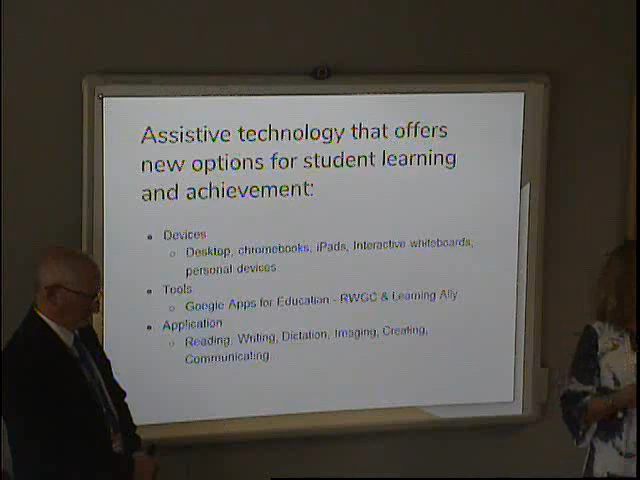 Assistive technology that offers
new options for student learning
and achievement:
Devices
Desktop, chromebooks, iPads, Interactive whiteboards,
personal devices
Tools
Google Apps for Education - RWGC & Learning Ally
Application
Reading, Writing, Dictation, Imaging, Creating,
Communicating